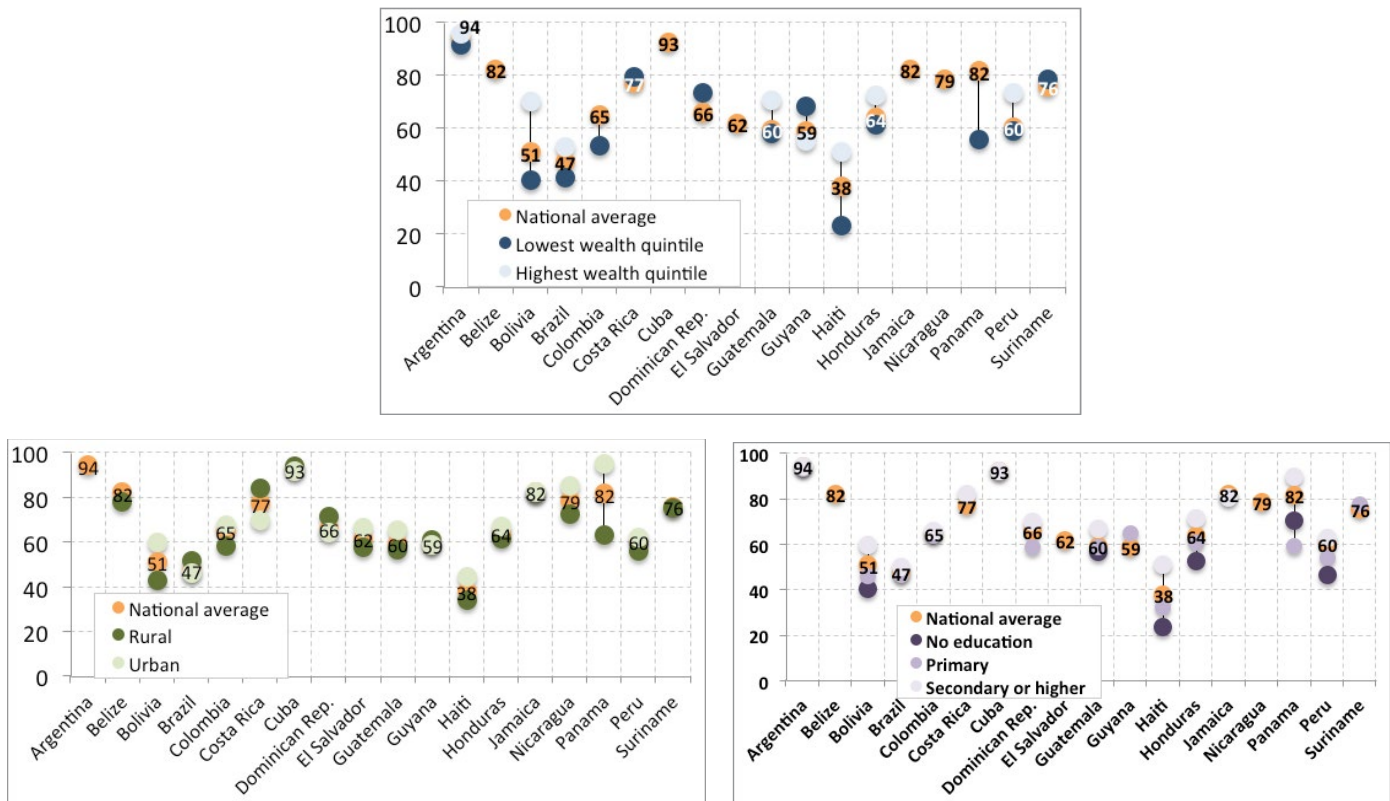 100
80
60
40
20
0
94
82
51
47
65
77
93
66
62
60
59
38
64
82
79
82
60
76
National average
Lowest wealth quintile
Highest wealth quintile
Argentina
Belize
Bolivia
Brazil
Colombia
Costa Rica
Cuba
Dominican Rep.
El Salvador
Guatemala
Guyana
Haiti
Honduras
Jamaica
Nicaragua
Panama
Peru
Suriname
100
80
60
40
20
0
94
82
51
47
65
77
93
66
62
60
59
38
64
82
79
82
60
76
National average
Rural
Urban
Argentina
Belize
Bolivia
Brazil
Colombia
Costa Rica
Cuba
Dominican Rep.
El Salvador
Guatemala
Guyana
Haiti
Honduras
Jamaica
Nicaragua
Panama
Peru
Suriname
100
80
60
40
20
0
94
82
51
47
65
77
93
66
62
60
59
38
64
82
79
82
60
76
National average
No education
Primary
Secondary or higher
Argentina
Belize
Bolivia
Brazil
Colombia
Costa Rica
Cuba
Dominican Rep.
El Salvador
Guatemala
Guyana
Haiti
Honduras
Jamaica
Nicaragua
Panama
Peru
Suriname